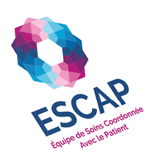 ESCAP
Équipe de Soins Coordonnée
Avec le Patient